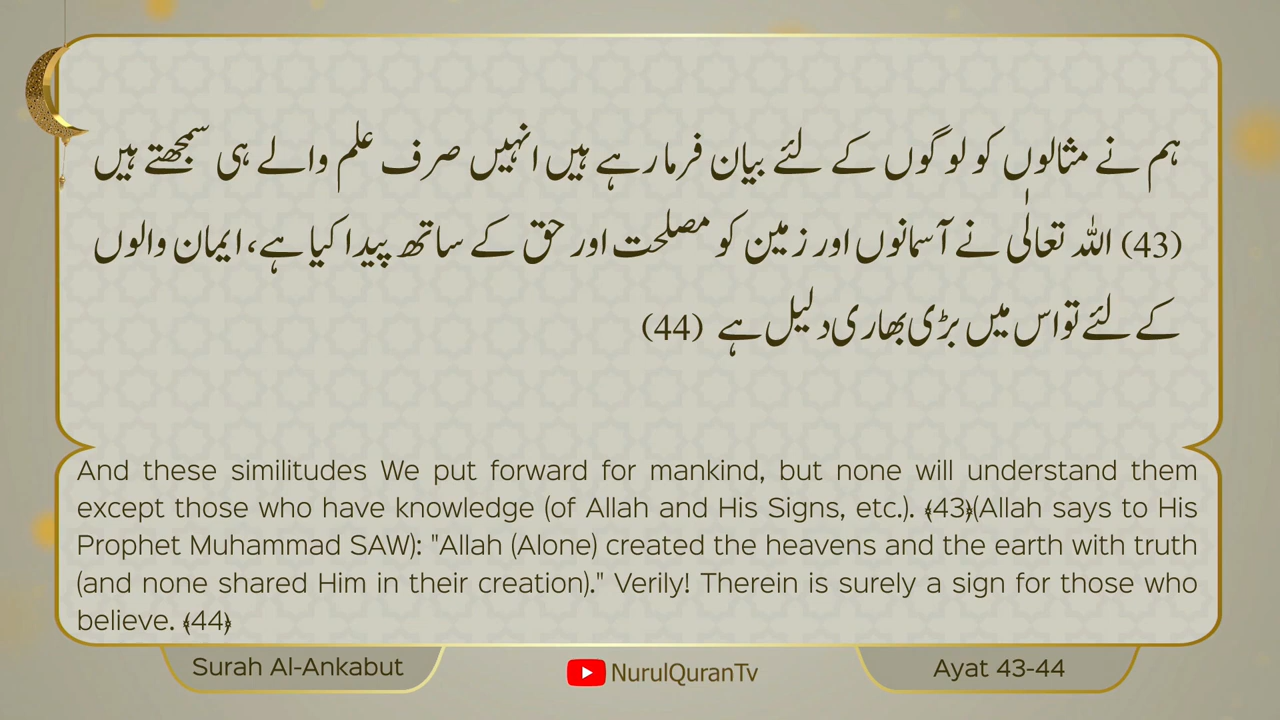 ہم نے مثالوں کو لوگوں کے لئے بیان فرما رہے ہیں انہیں صرف علم والے ہی سمجھتے ہیں
(43) اللہ تعالٰی نے آسمانوں اور زمین کو مصلحت اور حق کے ساتھ پیدا کیا ہے، ایمان والوں
کے لئے تو اس میں بڑی بھاری دلیل ہے (44)
And these similitudes We put forward for mankind, but none will understand them
except those who have knowledge (of Allah and His Signs, etc.). ﴾43﴿(Allah says to His
Prophet Muhammad SAW): "Allah (Alone) created the heavens and the earth with truth
(and none shared Him in their creation)." Verily! Therein is surely a sign for those who
believe. ﴾44﴿
Surah Al-Ankabut
NurulQuranTv
Ayat 43-44